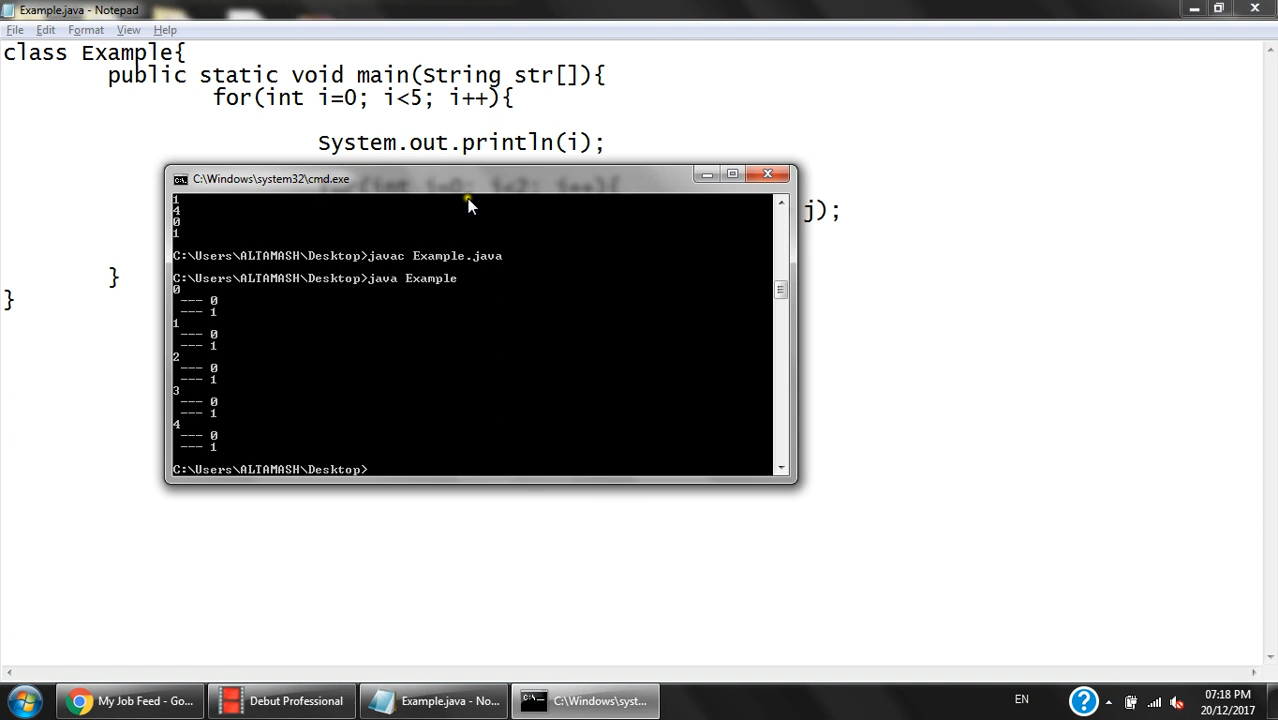 Example.java - Notepad
File Edit Format View Help
class Example{
public static void main(String str[]){
for(int i=0; i<5; i++){
System.out.println(i);
C:\Windows\system32\cmd.exe
j);
}
}
1
4
0
1
C:\Users\ALTAMASH\Desktop>javac Example.java
C:\Users\ALTAMASH\Desktop>java Example
0
--- 0
--- 1
1
--- 0
--- 1
2
--- 0
--- 1
3
--- 0
--- 1
4
--- 0
--- 1
C:\Users\ALTAMASH\Desktop>
My Job Feed - Go... Debut Professional Example.java - No... C:\Windows\syst... EN 07:18 PM
20/12/2017